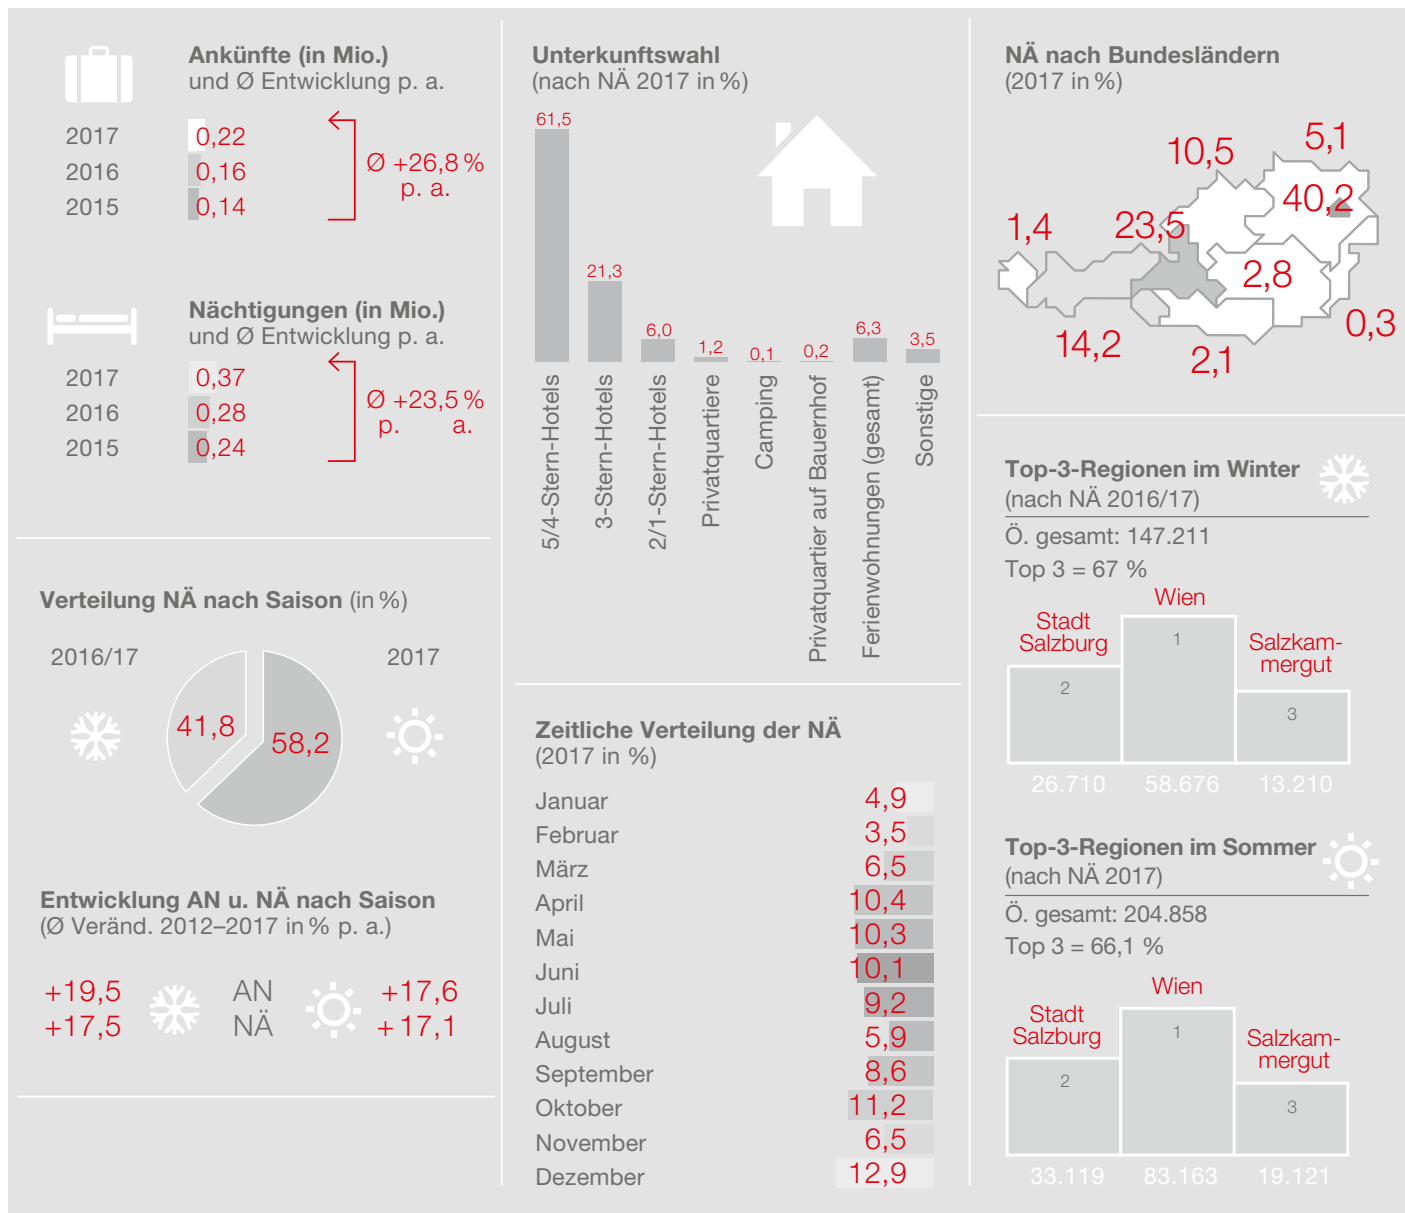 Ankünfte (in Mio.)
und Ø Entwicklung p. a.
2017 0,22
2016 0,16
2015 0,14
Ø +26,8 %
p. a.
Nächtigungen (in Mio.)
und Ø Entwicklung p. a.
2017 0,37
2016 0,28
2015 0,24
Ø +23,5 %
p. a.
Verteilung NÄ nach Saison (in %)
2016/17 2017
41,8 58,2
Entwicklung AN u. NÄ nach Saison
(Ø Veränd. 2012–2017 in % p. a.)
+19,5 AN +17,6
+17,5 NÄ +17,1
Unterkunftswahl
(nach NÄ 2017 in %)
61,5
21,3
6,0
1,2
0,1
0,2
6,3
3,5
5/4-Stern-Hotels
3-Stern-Hotels
2/1-Stern-Hotels
Privatquartiere
Camping
Privatquartier auf Bauernhof
Ferienwohnungen (gesamt)
Sonstige
Zeitliche Verteilung der NÄ
(2017 in %)
Januar 4,9
Februar 3,5
März 6,5
April 10,4
Mai 10,3
Juni 10,1
Juli 9,2
August 5,9
September 8,6
Oktober 11,2
November 6,5
Dezember 12,9
NÄ nach Bundesländern
(2017 in %)
5,1
10,5
40,2
1,4
23,5
2,8
0,3
14,2
2,1
Top-3-Regionen im Winter
(nach NÄ 2016/17)
Ö. gesamt: 147.211
Top 3 = 67 %
Wien
Stadt
Salzburg
Salzkam-
mergut
1
2
3
26.710 58.676 13.210
Top-3-Regionen im Sommer
(nach NÄ 2017)
Ö. gesamt: 204.858
Top 3 = 66,1 %
Wien
Stadt
Salzburg
Salzkam-
mergut
1
2
3
33.119 83.163 19.121